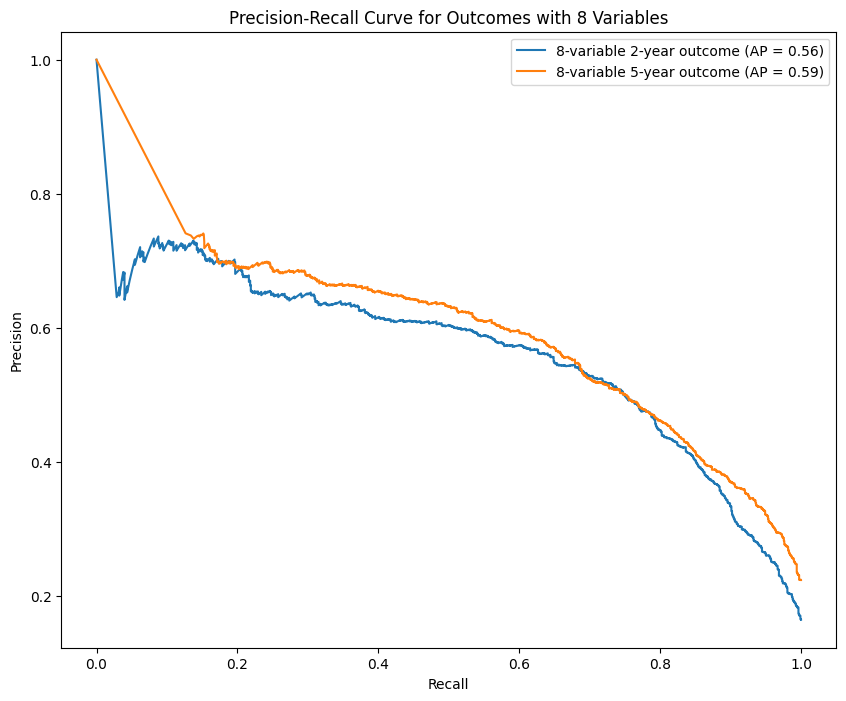 Precision-Recall Curve for Outcomes with 8 Variables
8-variable 2-year outcome (AP = 0.56)
8-variable 5-year outcome (AP = 0.59)
1.0
0.8
0.6
0.4
0.2
Precision
0.0
0.2
0.4
0.6
0.8
1.0
Recall